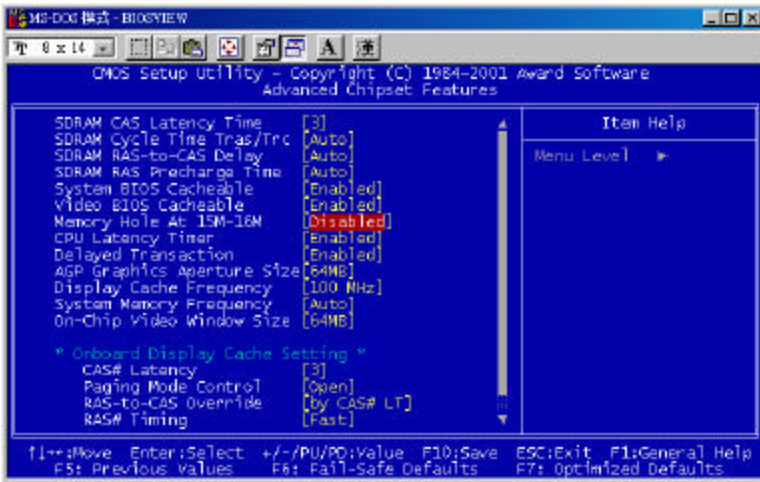 MS-DOS 模式 - BIOSVIEW
8 x 14
A 漢
CMOS Setup Utility - Copyright (C) 1984-2001 Award Software
Advanced Chipset Features
SDRAM CAS Latency Time [3]
SDRAM Cycle Time Tras/Trc [Auto]
SDRAM RAS-to-CAS Delay [Auto]
SDRAM RAS Precharge Time [Auto]
System BIOS Cacheable [Enabled]
Video BIOS Cacheable [Enabled]
Memory Hole At 15M-16M [Disabled]
CPU Latency Timer [Enabled]
Delayed Transaction [Enabled]
AGP Graphics Aperture Size [64MB]
Display Cache Frequency [100 MHz]
System Memory Frequency [Auto]
On-Chip Video Window Size [64MB]
* Onboard Display Cache Setting *
CAS# Latency [3]
Paging Mode Control [Open]
RAS-to-CAS Override [by CAS# LT]
RAS# Timing [Fast]
Item Help
Menu Level ►
↑↓→←:Move Enter:Select +/-/PU/PD:Value F10:Save ESC:Exit F1:General Help
F5: Previous Values F6: Fail-Safe Defaults F7: Optimized Defaults